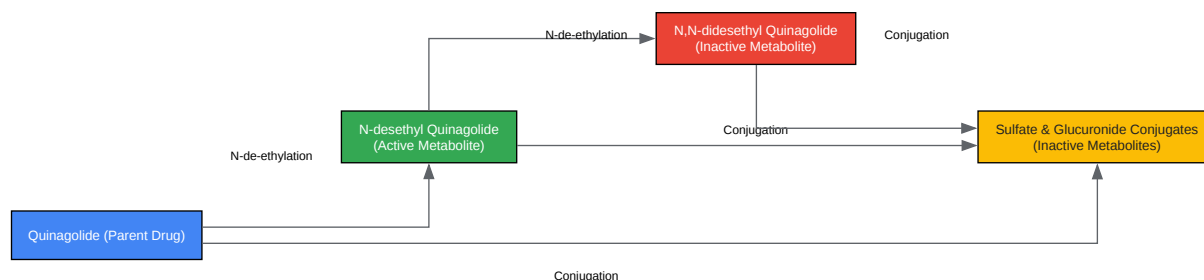 N-de-ethylation
N,N-didesethyl Quinagolide
(Inactive Metabolite)
Conjugation
N-desethyl Quinagolide
(Active Metabolite)
Conjugation
Sulfate & Glucuronide Conjugates
(Inactive Metabolites)
N-de-ethylation
Quinagolide (Parent Drug)
Conjugation